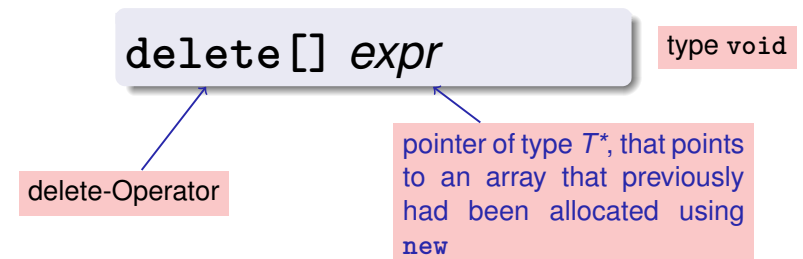 delete[] expr
type void
delete-Operator
pointer of type T*, that points
to an array that previously
had been allocated using
new